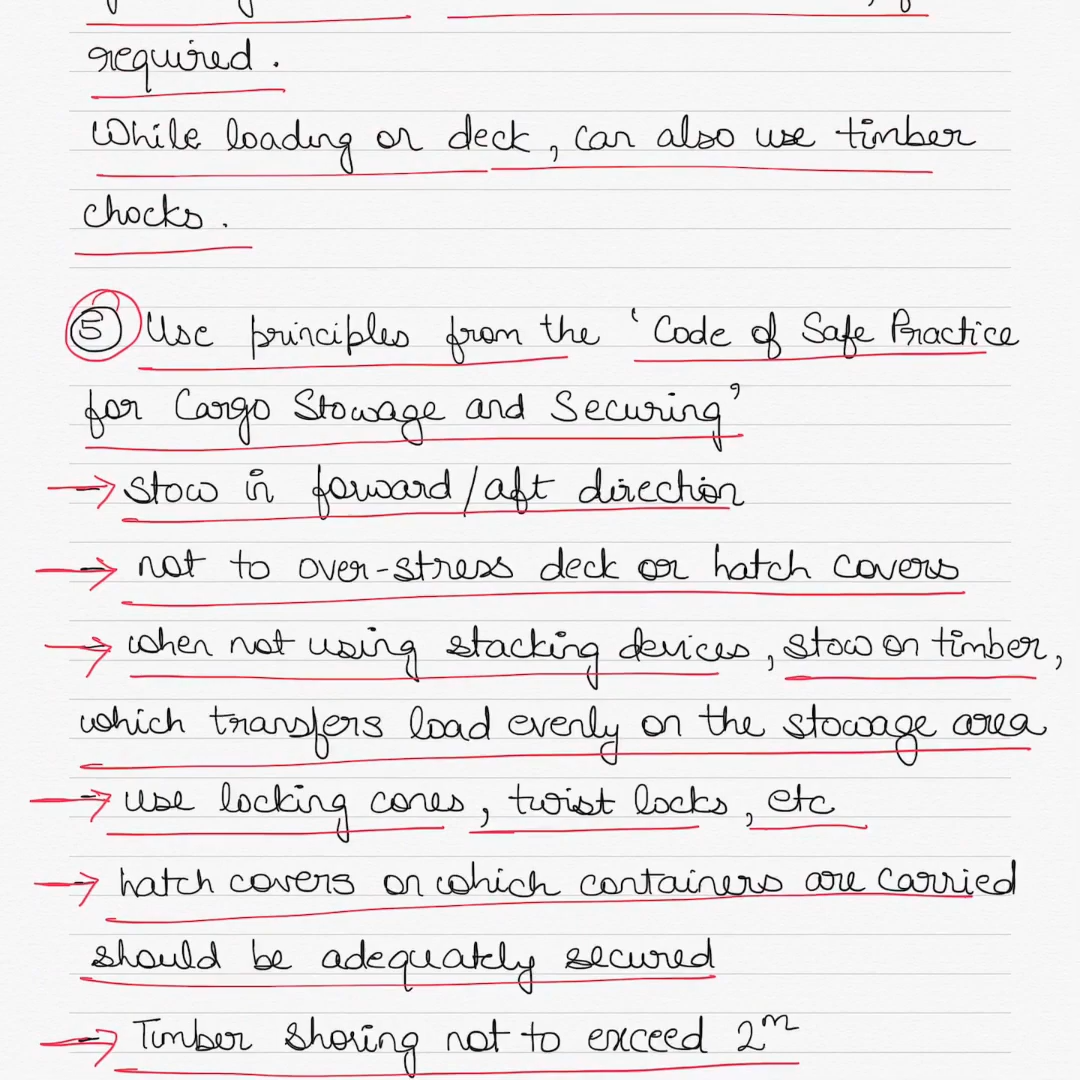 required.
While loading on deck, can also use timber
chocks.
⑤ Use principles from the 'Code of Safe Practice
for Cargo Stowage and Securing'
→ stow in forward/aft direction
→ not to over-stress deck or hatch covers
→ when not using stacking devices, stow on timber,
which transfers load evenly on the stowage area
→ use locking cones, twist locks, etc
→ hatch covers on which containers are carried
should be adequately secured
→ Timber shoring not to exceed 2m